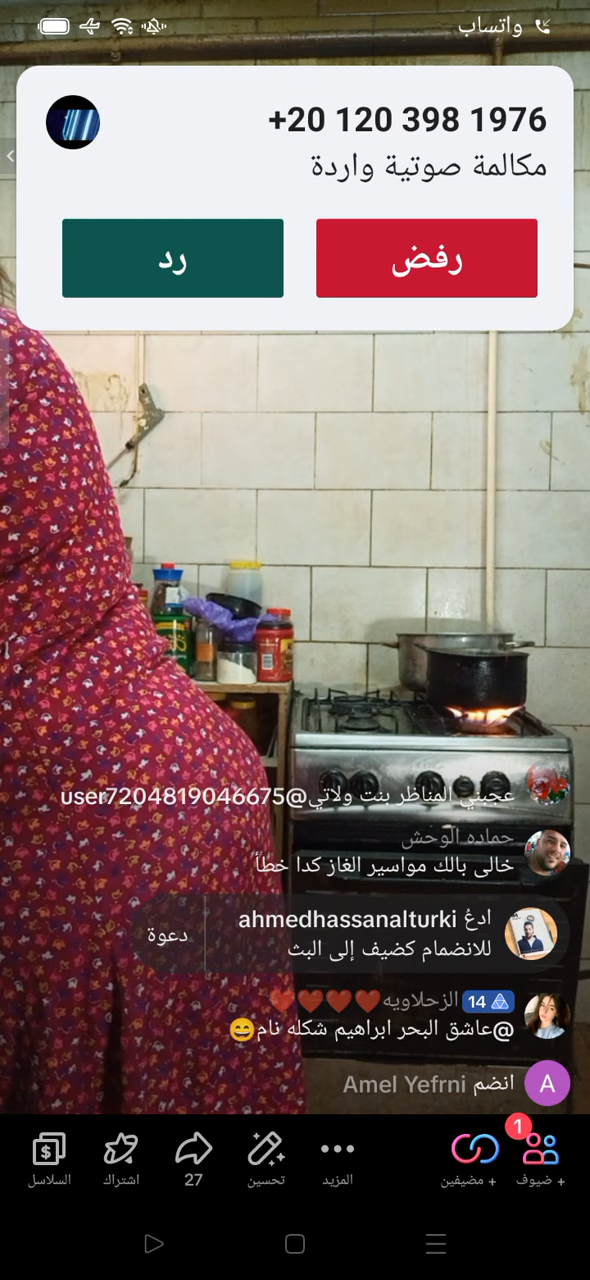 واتساب
+20 120 398 1976
مكالمة صوتية واردة
رفض
رد
عجبني المناظر بنت ولاتي@user7204819046675
حماده الوحش
خالى بالك مواسير الغاز كدا خطأ
ادعُ ahmedhassanalturki
للانضمام كضيف إلى البث
دعوة
14 الزحلاويه❤️❤️❤️❤️
@عاشق البحر ابراهيم شكله نام😄
A
انضم Amel Yefrni
1
+ ضيوف
+ مضيفين
المزيد
تحسين
27
اشتراك
السلاسل